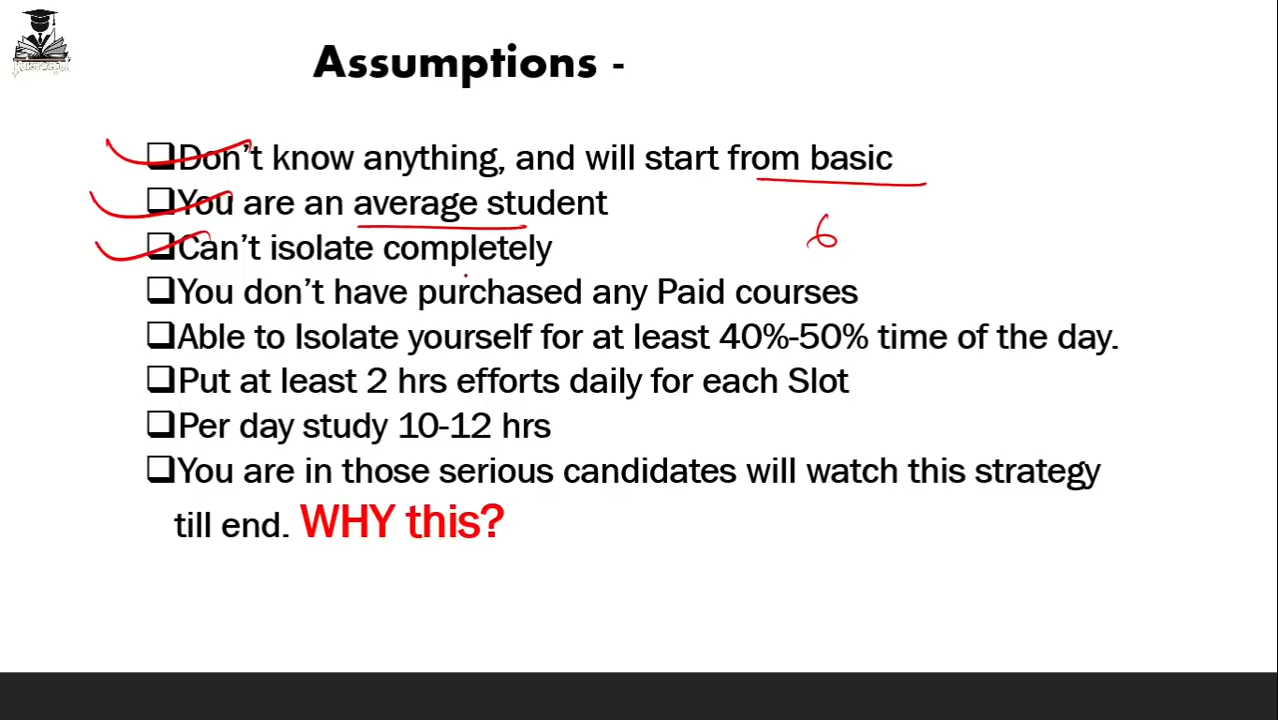 Assumptions -
Don't know anything, and will start from basic
You are an average student
6
Can't isolate completely
You don't have purchased any Paid courses
Able to Isolate yourself for at least 40%-50% time of the day.
Put at least 2 hrs efforts daily for each Slot
Per day study 10-12 hrs
You are in those serious candidates will watch this strategy
till end. WHY this?